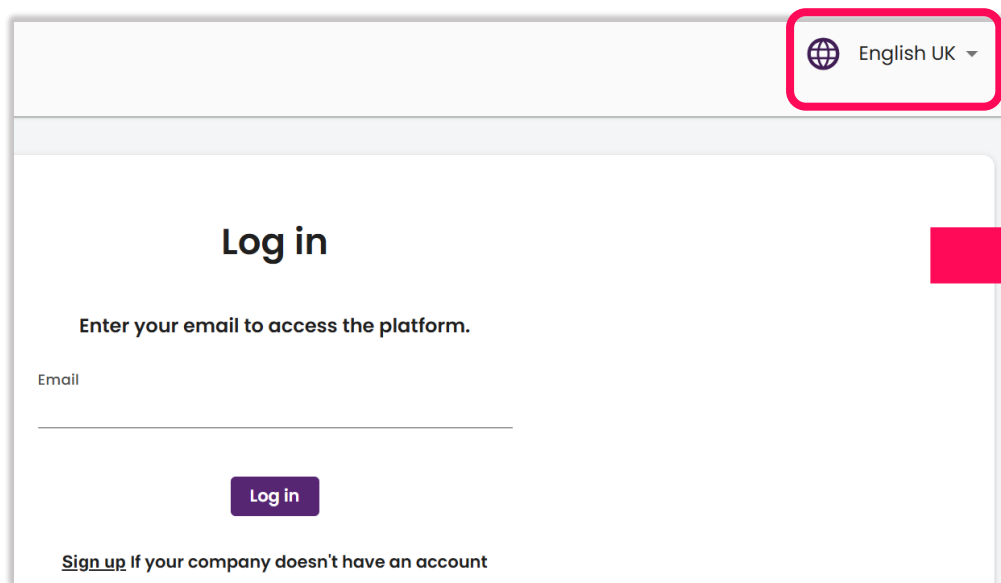 English UK
Log in
Enter your email to access the platform.
Email
Log in
Sign up If your company doesn't have an account